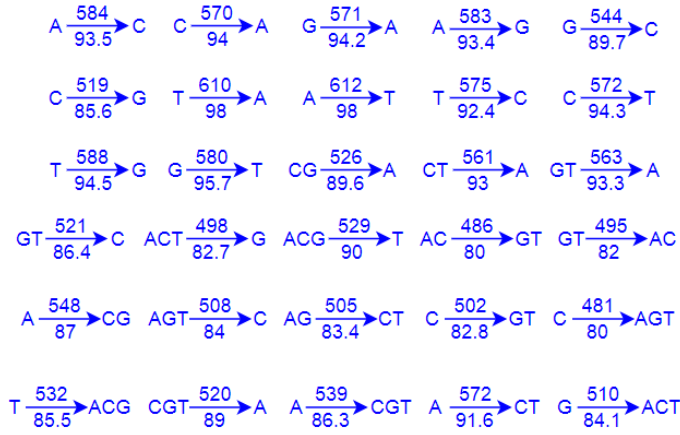 A 584 93.5 C C 570 94 A G 571 94.2 A A 583 93.4 G G 544 89.7 C
C 519 85.6 G T 610 98 A A 612 98 T T 575 92.4 C C 572 94.3 T
T 588 94.5 G G 580 95.7 T CG 526 89.6 A CT 561 93 A GT 563 93.3 A
GT 521 86.4 C ACT 498 82.7 G ACG 529 90 T AC 486 80 GT GT 495 82 AC
A 548 87 CG AGT 508 84 C AG 505 83.4 CT C 502 82.8 GT C 481 80 AGT
T 532 85.5 ACG CGT 520 89 A A 539 86.3 CGT A 572 91.6 CT G 510 84.1 ACT